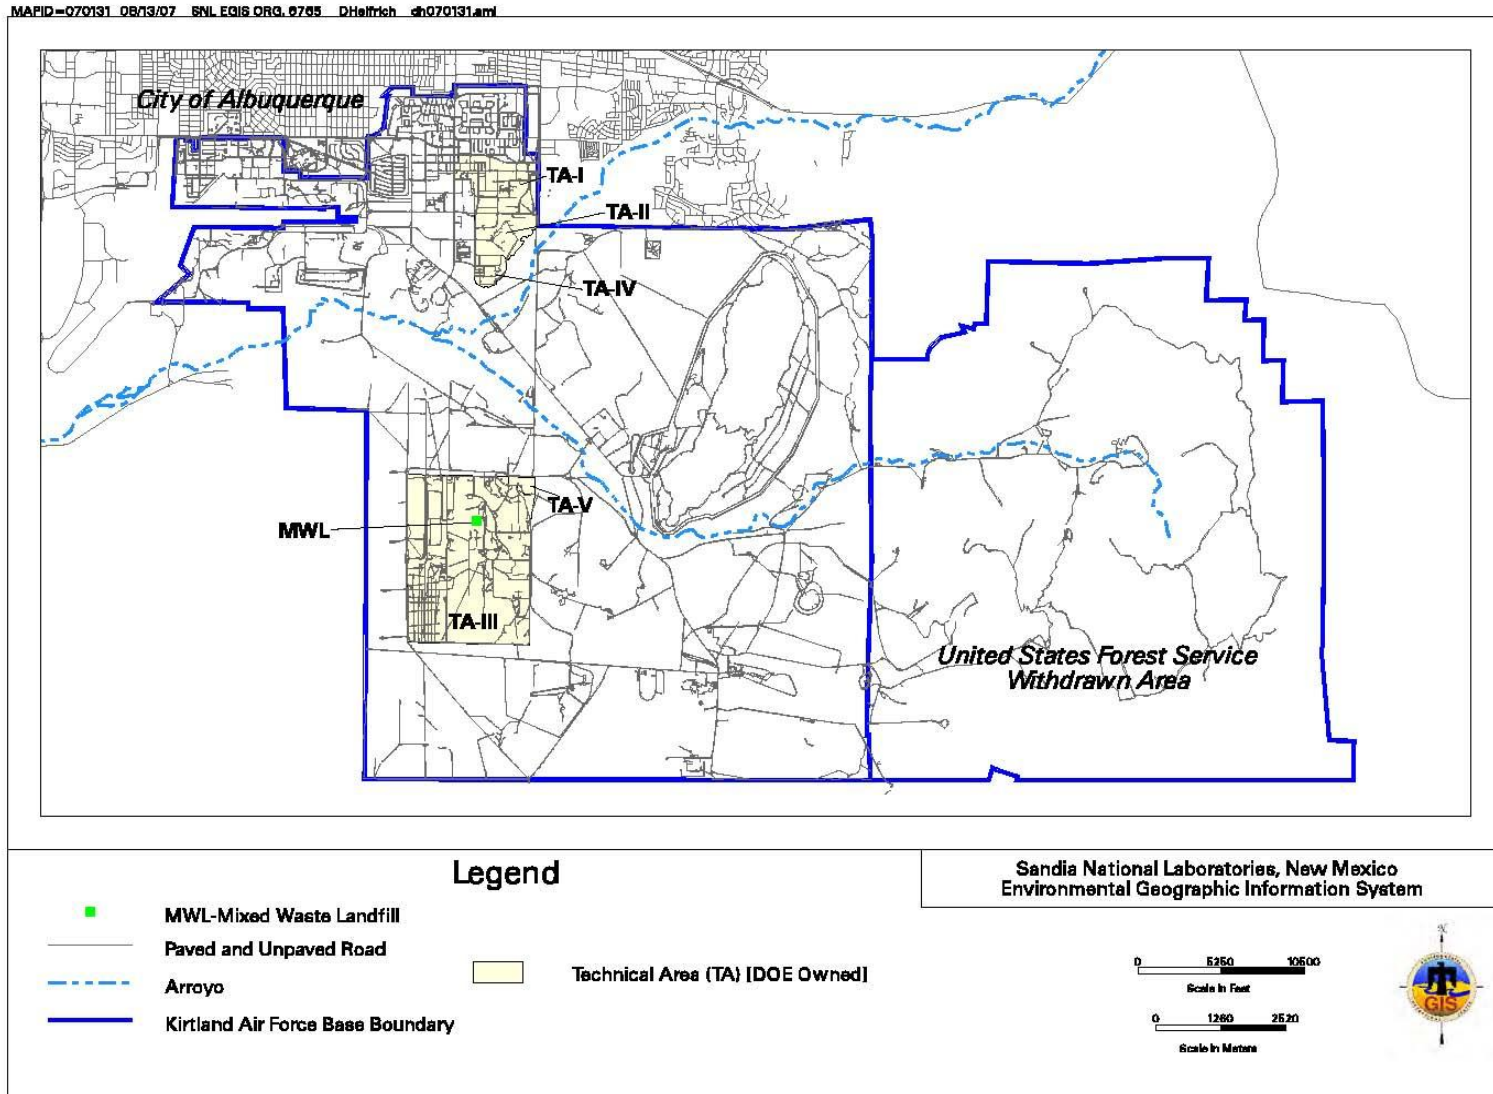 MAPID=070131 08/13/07 SNL EGIS ORG. 6765 DHelfrich dh070131.aml
City of Albuquerque
TA-I
TA-II
TA-IV
TA-V
MWL
TA-III
United States Forest Service
Withdrawn Area
Legend
MWL-Mixed Waste Landfill
Paved and Unpaved Road
Arroyo
Kirtland Air Force Base Boundary
Technical Area (TA) [DOE Owned]
Sandia National Laboratories, New Mexico
Environmental Geographic Information System
0 5250 10500
Scale in Feet
0 1260 2520
Scale in Meters
N
GIS